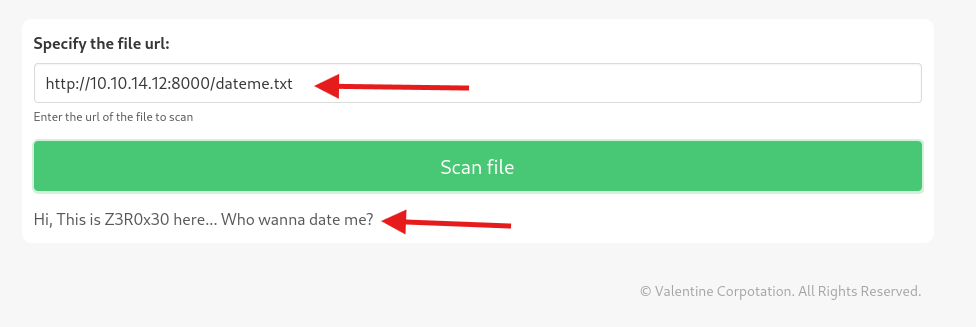 Specify the file url:
http://10.10.14.12:8000/dateme.txt
Enter the url of the file to scan
Scan file
Hi, This is Z3R0x30 here... Who wanna date me?
© Valentine Corpotation. All Rights Reserved.